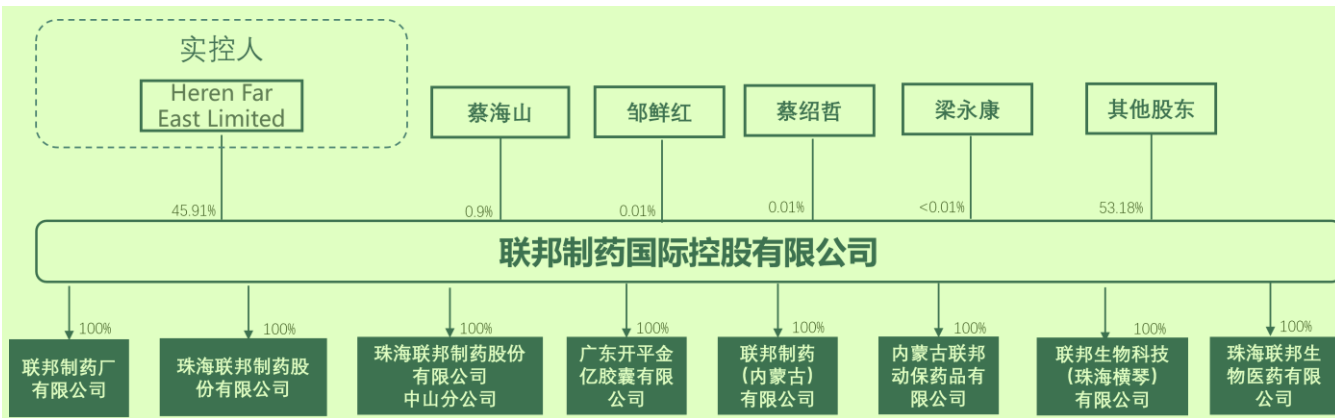 实控人
Heren Far
East Limited
蔡海山
邹鲜红
蔡绍哲
梁永康
其他股东
45.91%
0.9%
0.01%
0.01%
<0.01%
53.18%
联邦制药国际控股有限公司
100%
100%
100%
100%
100%
100%
100%
100%
联邦制药厂
有限公司
珠海联邦制药股
份有限公司
珠海联邦制药股份
有限公司
中山分公司
广东开平金
亿胶囊有限
公司
联邦制药
(内蒙古)
有限公司
内蒙古联邦
动保药品有
限公司
联邦生物科技
(珠海横琴)
有限公司
珠海联邦生
物医药有限
公司